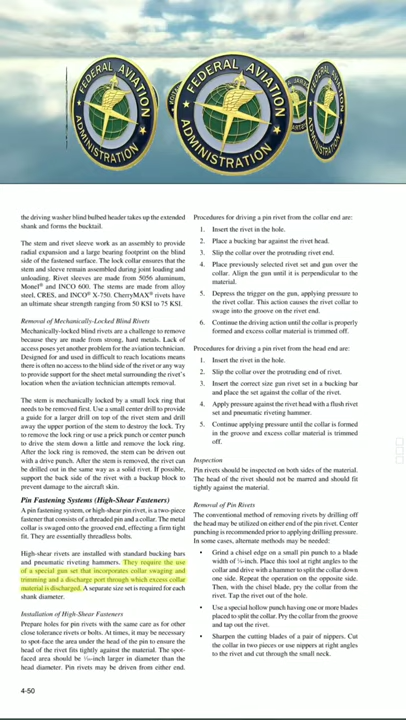 FEDERAL AVIATION
ADMINISTRATION
FEDERAL AVIATION
ADMINISTRATION
the driving washer blind bulbed header takes up the extended
shank and forms the bucktail.
The stem and rivet sleeve work as an assembly to provide
radial expansion and a large bearing footprint on the blind
side of the fastened surface. The lock collar ensures that the
stem and sleeve remain assembled during joint loading and
unloading. Rivet sleeves are made from 5056 aluminum,
Monel® and INCO 600. The stems are made from alloy
steel, CRES, and INCO® X-750. CherryMAX® rivets have
an ultimate shear strength ranging from 50 KSI to 75 KSI.
Removal of Mechanically-Locked Blind Rivets
Mechanically-locked blind rivets are a challenge to remove
because they are made from strong, hard metals. Lack of
access poses yet another problem for the aviation technician.
Designed for and used in difficult to reach locations means
there is often no access to the blind side of the rivet or any way
to provide support for the sheet metal surrounding the rivet's
location when the aviation technician attempts removal.
The stem is mechanically locked by a small lock ring that
needs to be removed first. Use a small center drill to provide
a guide for a larger drill on top of the rivet stem and drill
away the upper portion of the stem to destroy the lock. Try
to remove the lock ring or use a prick punch or center punch
to drive the stem down a little and remove the lock ring.
After the lock ring is removed, the stem can be driven out
with a drive punch. After the stem is removed, the rivet can
be drilled out in the same way as a solid rivet. If possible,
support the back side of the rivet with a backup block to
prevent damage to the aircraft skin.
Pin Fastening Systems (High-Shear Fasteners)
A pin fastening system, or high-shear pin rivet, is a two-piece
fastener that consists of a threaded pin and a collar. The metal
collar is swaged onto the grooved end, effecting a firm tight
fit. They are essentially threadless bolts.
High-shear rivets are installed with standard bucking bars
and pneumatic riveting hammers. They require the use
of a special gun set that incorporates collar swaging and
trimming and a discharge port through which excess collar
material is discharged. A separate size set is required for each
shank diameter.
Installation of High-Shear Fasteners
Prepare holes for pin rivets with the same care as for other
close tolerance rivets or bolts. At times, it may be necessary
to spot-face the area under the head of the pin to ensure the
head of the rivet fits tightly against the material. The spot-
faced area should be 1⁄16-inch larger in diameter than the
head diameter. Pin rivets may be driven from either end.
Procedures for driving a pin rivet from the collar end are:
1. Insert the rivet in the hole.
2. Place a bucking bar against the rivet head.
3. Slip the collar over the protruding rivet end.
4. Place previously selected rivet set and gun over the
collar. Align the gun until it is perpendicular to the
material.
5. Depress the trigger on the gun, applying pressure to
the rivet collar. This action causes the rivet collar to
swage into the groove on the rivet end.
6. Continue the driving action until the collar is properly
formed and excess collar material is trimmed off.
Procedures for driving a pin rivet from the head end are:
1. Insert the rivet in the hole.
2. Slip the collar over the protruding end of rivet.
3. Insert the correct size gun rivet set in a bucking bar
and place the set against the collar of the rivet.
4. Apply pressure against the rivet head with a flush rivet
set and pneumatic riveting hammer.
5. Continue applying pressure until the collar is formed
in the groove and excess collar material is trimmed
off.
Inspection
Pin rivets should be inspected on both sides of the material.
The head of the rivet should not be marred and should fit
tightly against the material.
Removal of Pin Rivets
The conventional method of removing rivets by drilling off
the head may be utilized on either end of the pin rivet. Center
punching is recommended prior to applying drilling pressure.
In some cases, alternate methods may be needed:
• Grind a chisel edge on a small pin punch to a blade
width of 1⁄8-inch. Place this tool at right angles to the
collar and drive with a hammer to split the collar down
one side. Repeat the operation on the opposite side.
Then, with the chisel blade, pry the collar from the
rivet. Tap the rivet out of the hole.
• Use a special hollow punch having one or more blades
placed to split the collar. Pry the collar from the groove
and tap out the rivet.
• Sharpen the cutting blades of a pair of nippers. Cut
the collar in two pieces or use nippers at right angles
to the rivet and cut through the small neck.
4-50